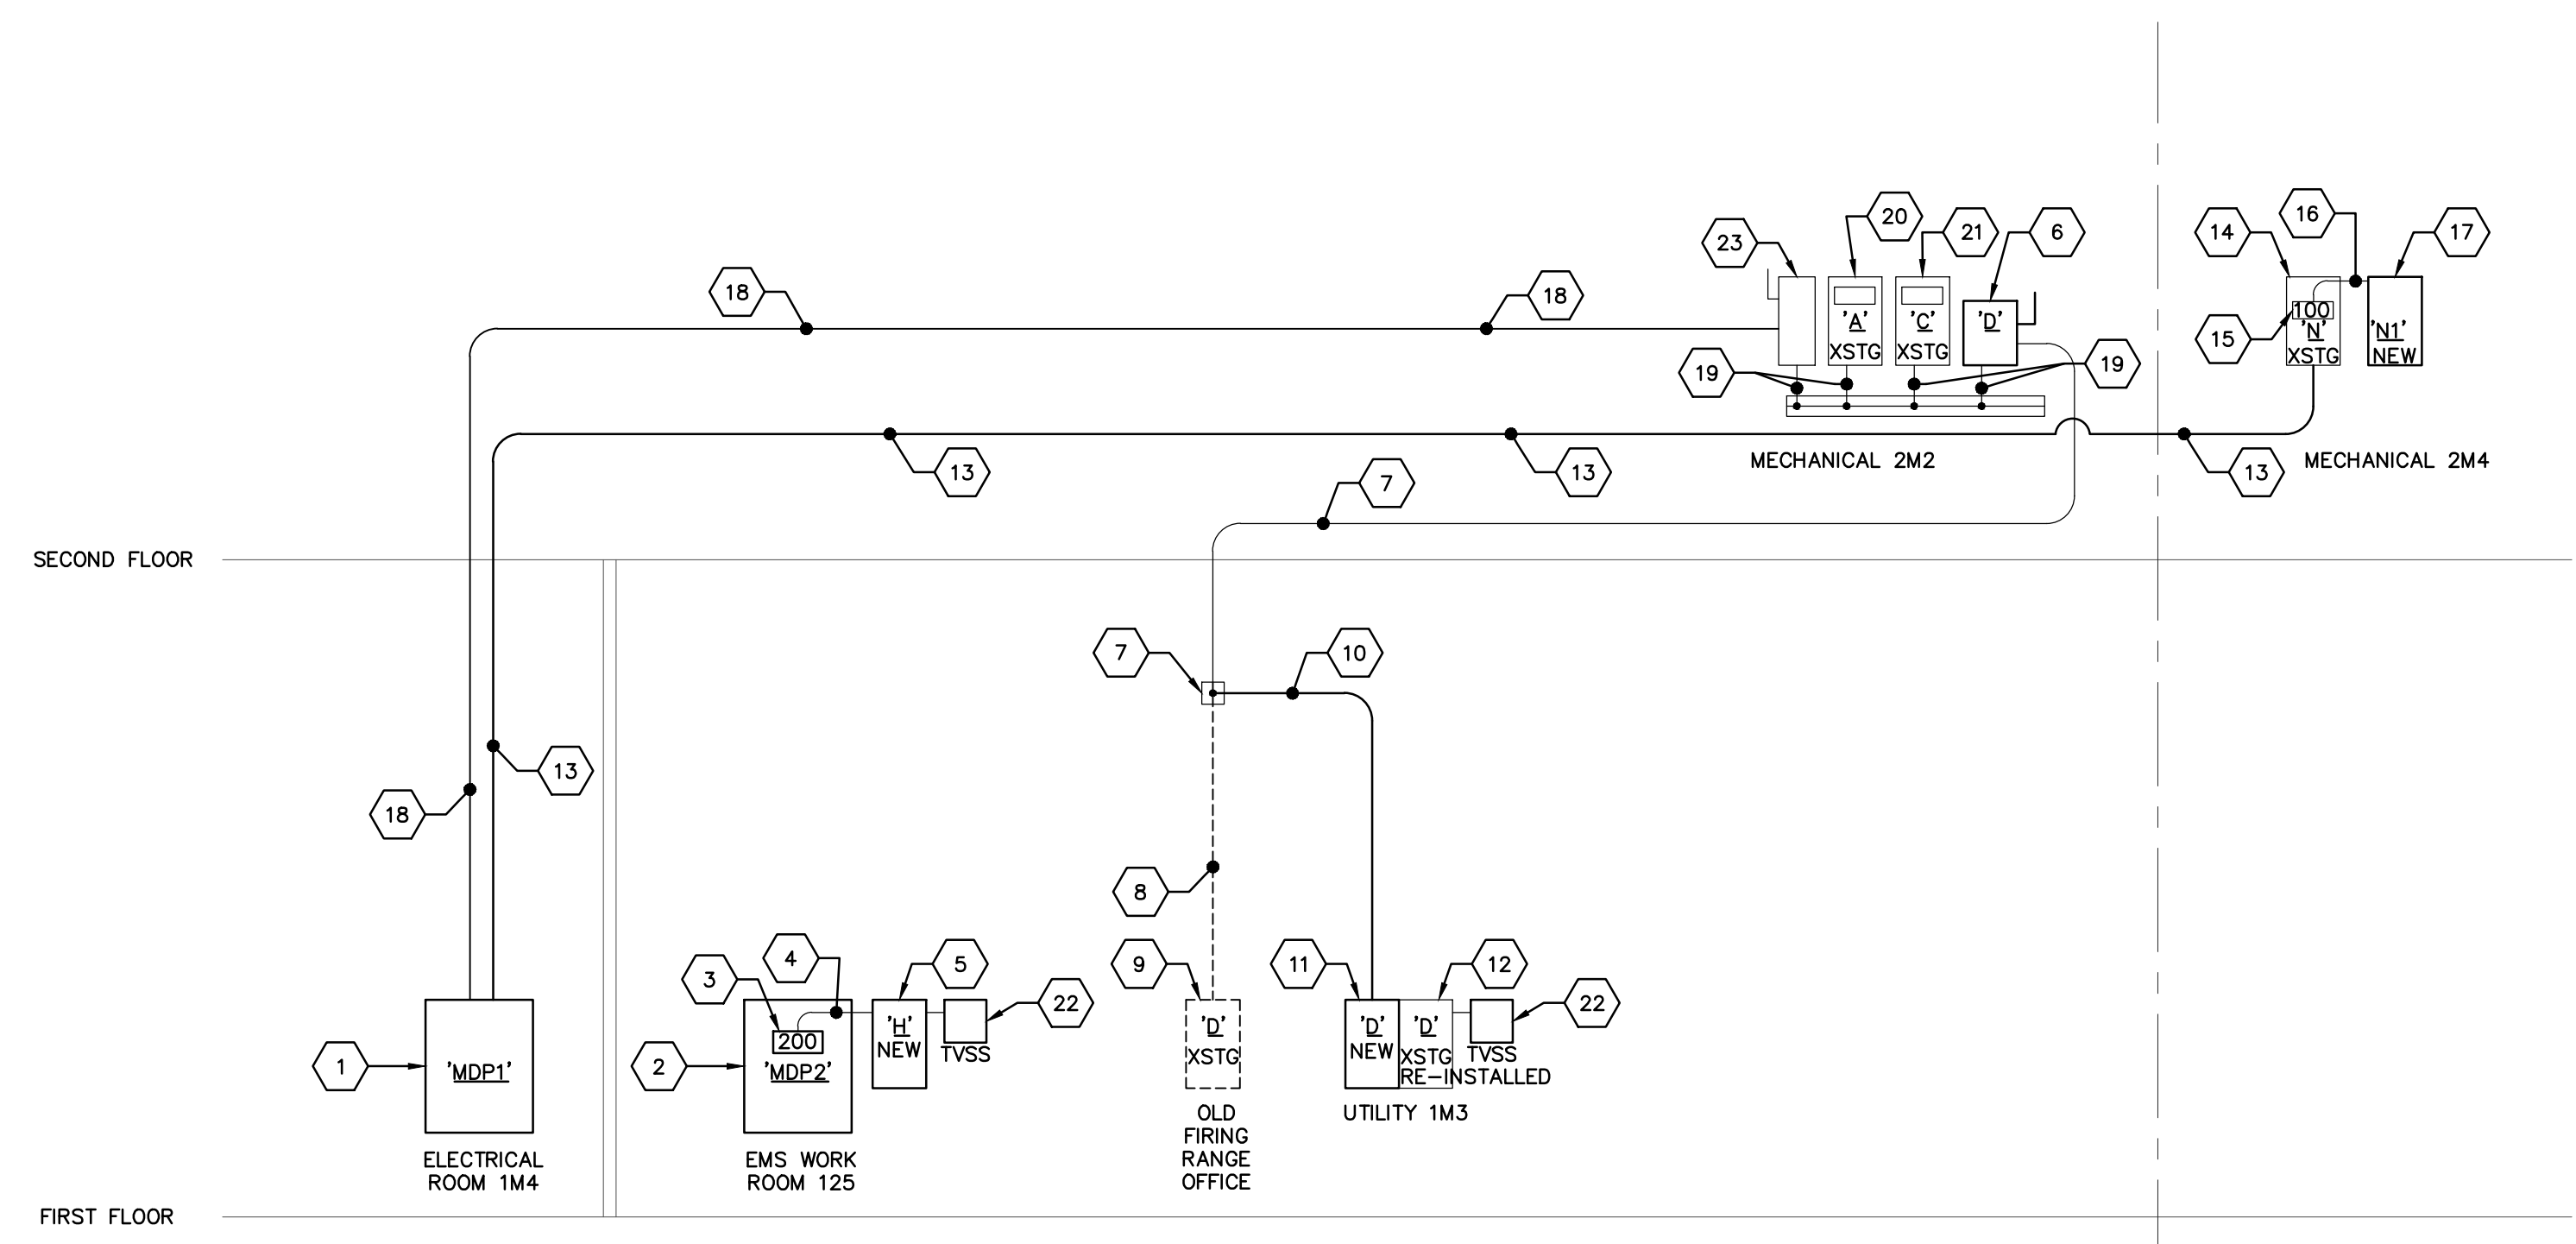 20
14
16
17
23
21
6
18
18
'A'
XSTG
'C'
XSTG
'D'
100
'N'
XSTG
'N1'
NEW
15
19
19
13
13
13
MECHANICAL 2M2
MECHANICAL 2M4
7
SECOND FLOOR
7
10
13
18
8
4
3
5
22
9
11
12
22
200
'H'
NEW
TVSS
'D'
XSTG
'D'
NEW
'D'
XSTG
RE-INSTALLED
TVSS
1
'MDP1'
2
'MDP2'
ELECTRICAL
ROOM 1M4
EMS WORK
ROOM 125
OLD
FIRING
RANGE
OFFICE
UTILITY 1M3
FIRST FLOOR